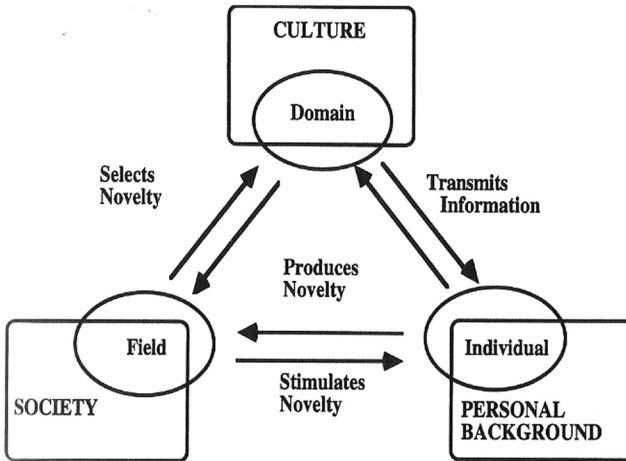 CULTURE
Domain
Selects
Novelty
Transmits
Information
Produces
Novelty
Field
Individual
Stimulates
Novelty
SOCIETY
PERSONAL
BACKGROUND